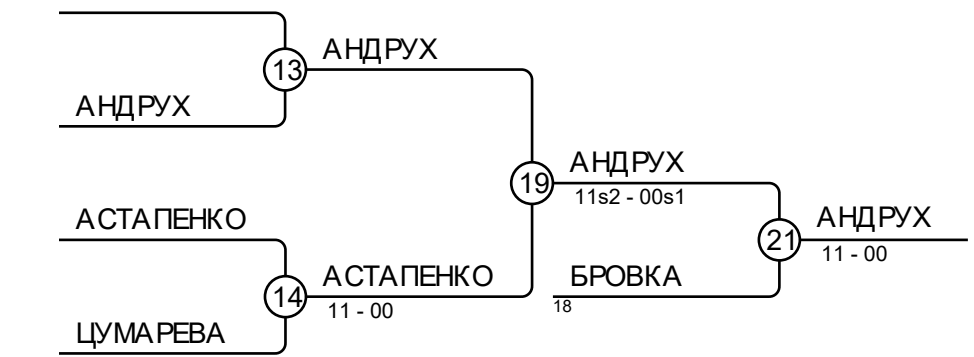 АНДРУХ
13
АНДРУХ
АНДРУХ
19
11s2 - 00s1
АСТАПЕНКО
АНДРУХ
21
11 - 00
АСТАПЕНКО
14
11 - 00
БРОВКА
18
ЦУМАРЕВА